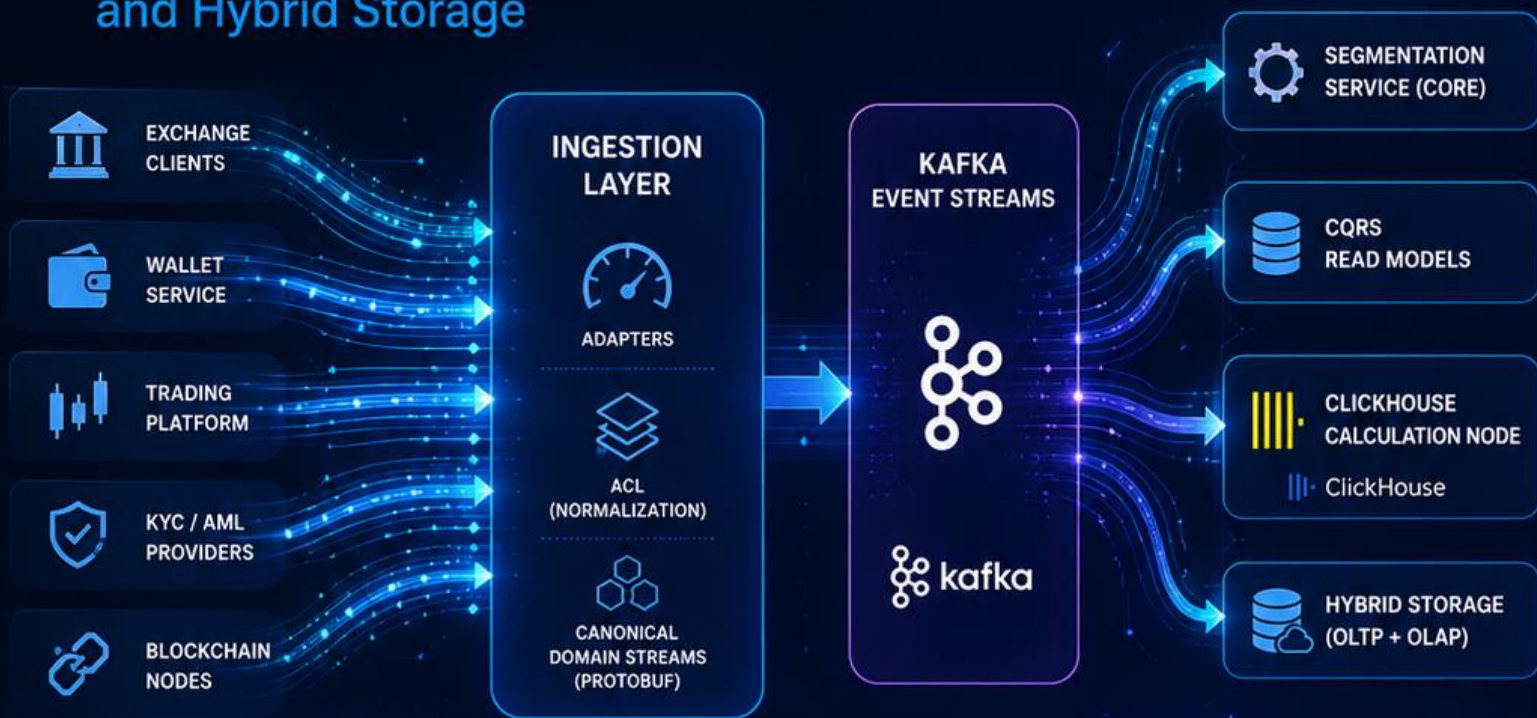 and Hybrid Storage
EXCHANGE
CLIENTS
WALLET
SERVICE
TRADING
PLATFORM
KYC / AML
PROVIDERS
BLOCKCHAIN
NODES
INGESTION
LAYER
ADAPTERS
ACL
(NORMALIZATION)
CANONICAL
DOMAIN STREAMS
(PROTOBUF)
KAFKA
EVENT STREAMS
kafka
SEGMENTATION
SERVICE (CORE)
CQRS
READ MODELS
CLICKHOUSE
CALCULATION NODE
ClickHouse
HYBRID STORAGE
(OLTP + OLAP)